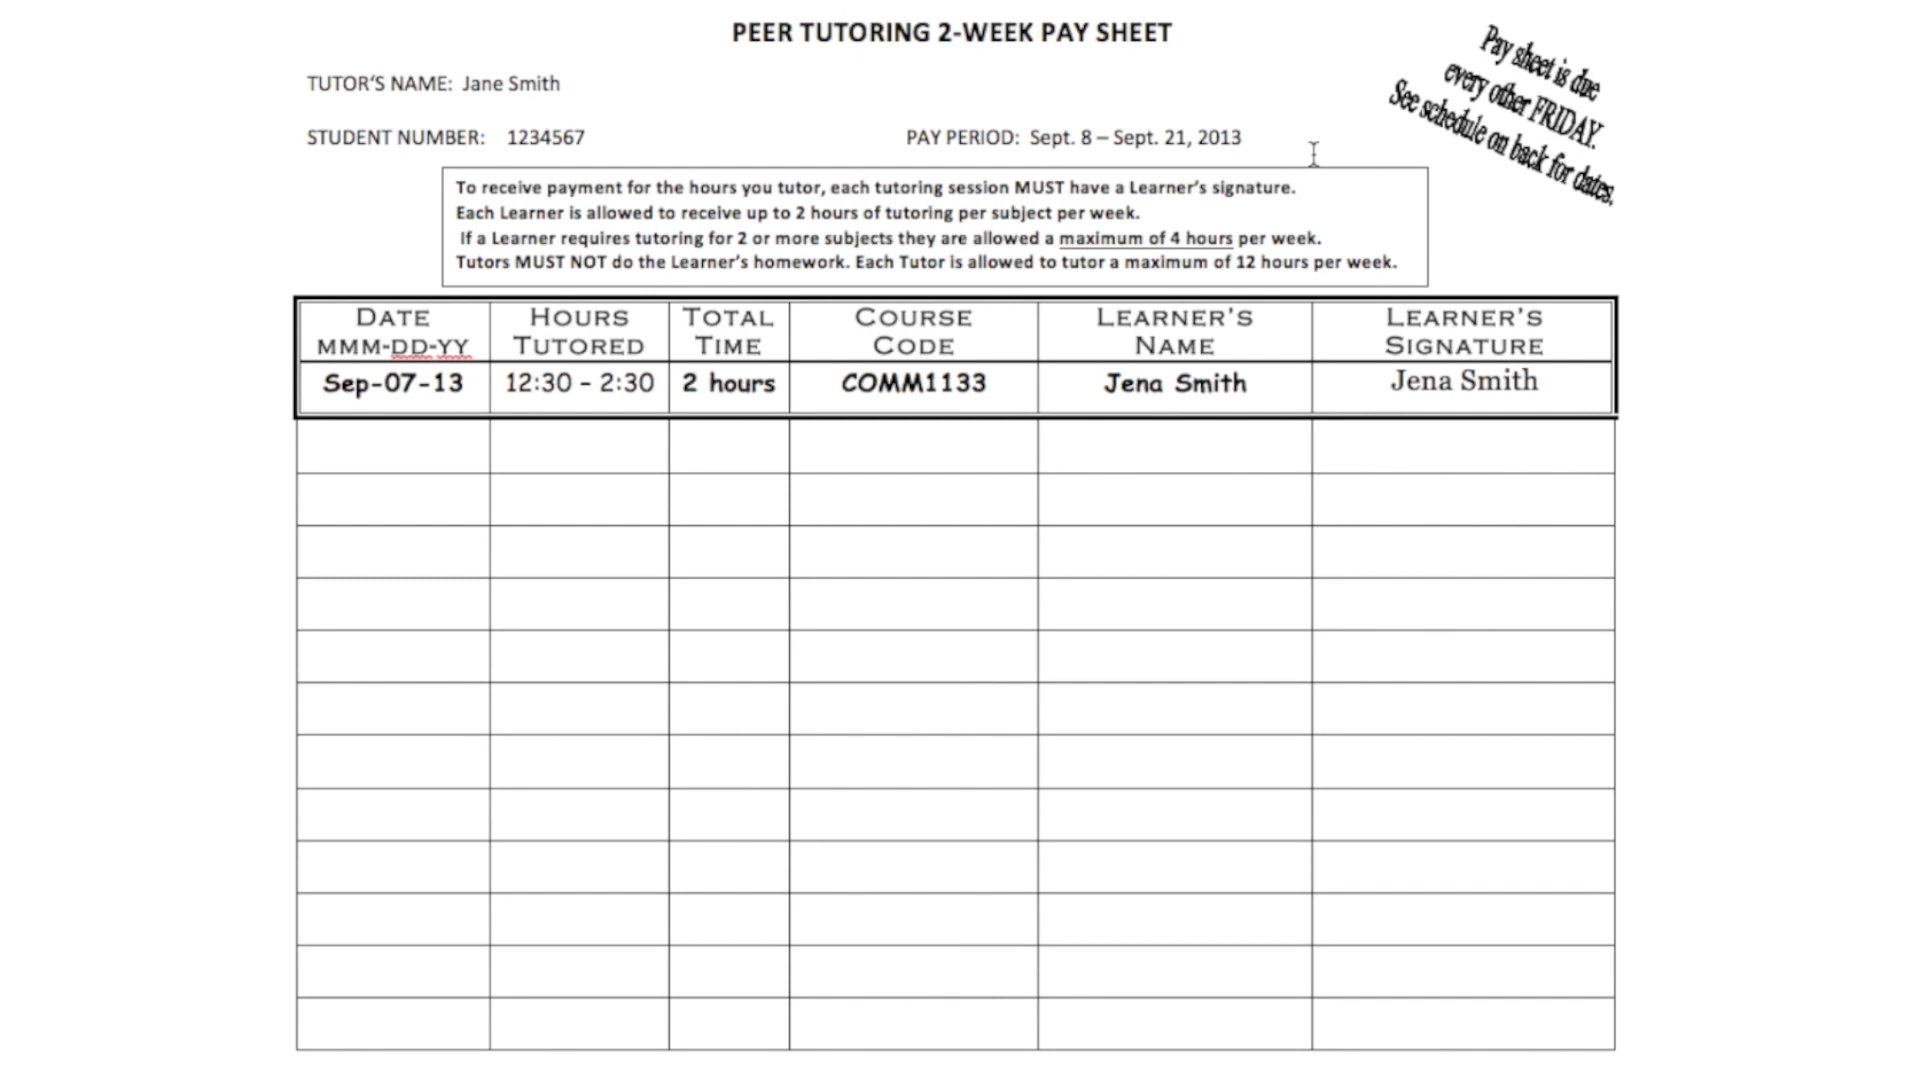 PEER TUTORING 2-WEEK PAY SHEET
Pay sheet is due
every other FRIDAY.
See schedule on back for dates.
TUTOR'S NAME: Jane Smith
STUDENT NUMBER: 1234567 PAY PERIOD: Sept. 8 – Sept. 21, 2013
To receive payment for the hours you tutor, each tutoring session MUST have a Learner's signature.
Each Learner is allowed to receive up to 2 hours of tutoring per subject per week.
If a Learner requires tutoring for 2 or more subjects they are allowed a maximum of 4 hours per week.
Tutors MUST NOT do the Learner's homework. Each Tutor is allowed to tutor a maximum of 12 hours per week.
DATE HOURS TOTAL COURSE LEARNER'S LEARNER'S
MMM-DD-YY TUTORED TIME CODE NAME SIGNATURE
Sep-07-13 12:30 - 2:30 2 hours COMM1133 Jena Smith Jena Smith